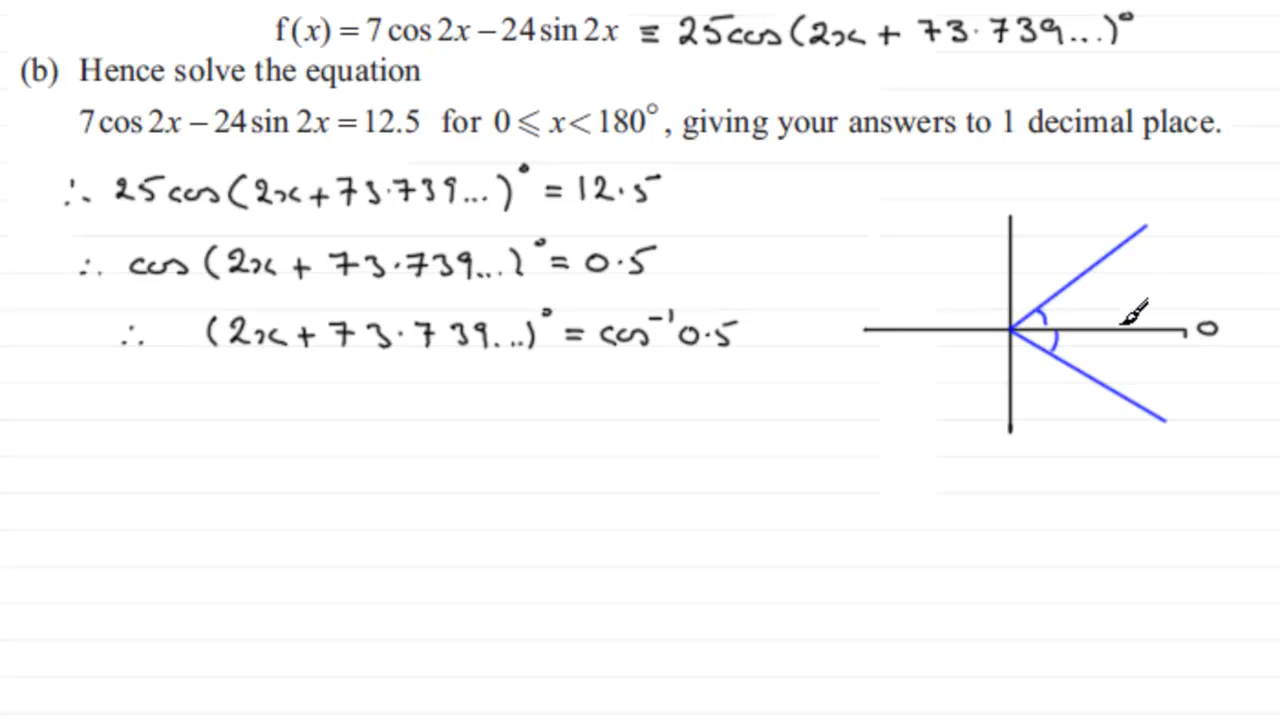 f(x) = 7 cos 2x − 24 sin 2x ≡ 25cos(2x + 73.739...)°
(b) Hence solve the equation
7 cos 2x − 24 sin 2x = 12.5 for 0 ⩽ x < 180°, giving your answers to 1 decimal place.
∴ 25cos(2x + 73.739...)° = 12.5
∴ cos(2x + 73.739...)° = 0.5
∴ (2x + 73.739...)° = cos⁻¹0.5
0